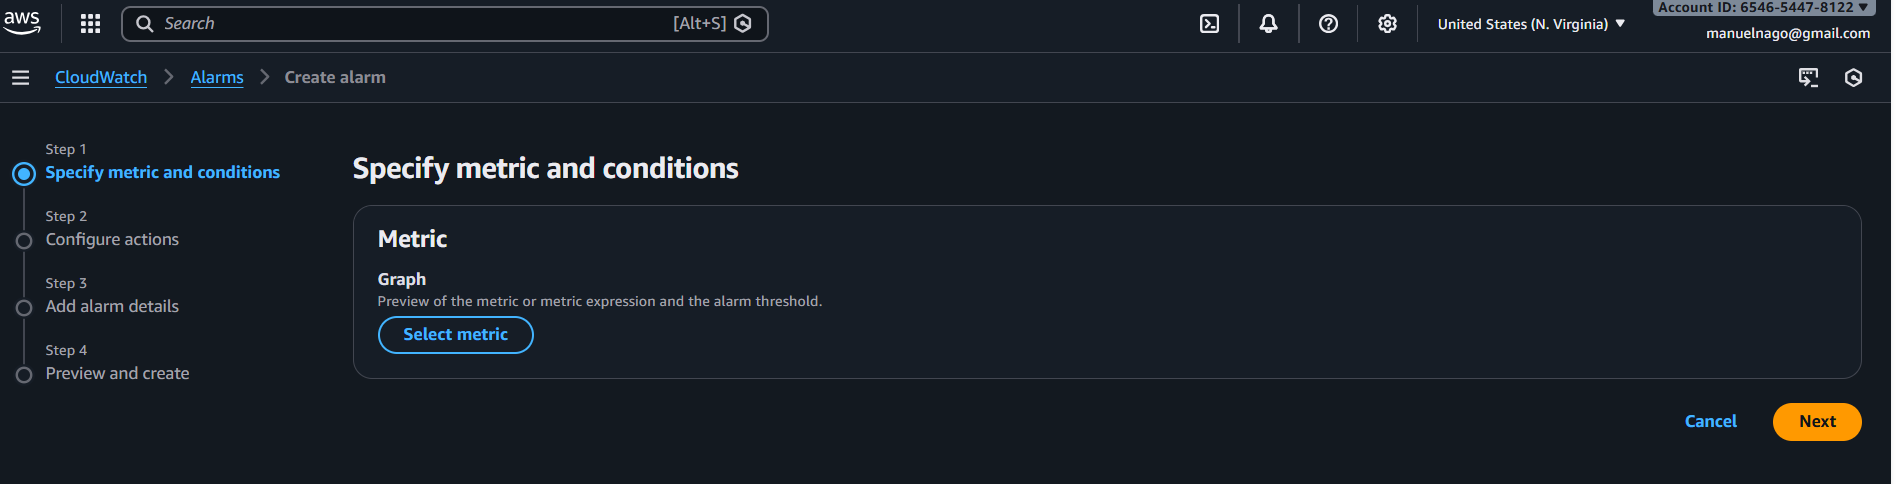 aws
Search
[Alt+S]
United States (N. Virginia)
Account ID: 6546-5447-8122
manuelnago@gmail.com
CloudWatch
Alarms
Create alarm
Step 1
Specify metric and conditions
Step 2
Configure actions
Step 3
Add alarm details
Step 4
Preview and create
Specify metric and conditions
Metric
Graph
Preview of the metric or metric expression and the alarm threshold.
Select metric
Cancel
Next